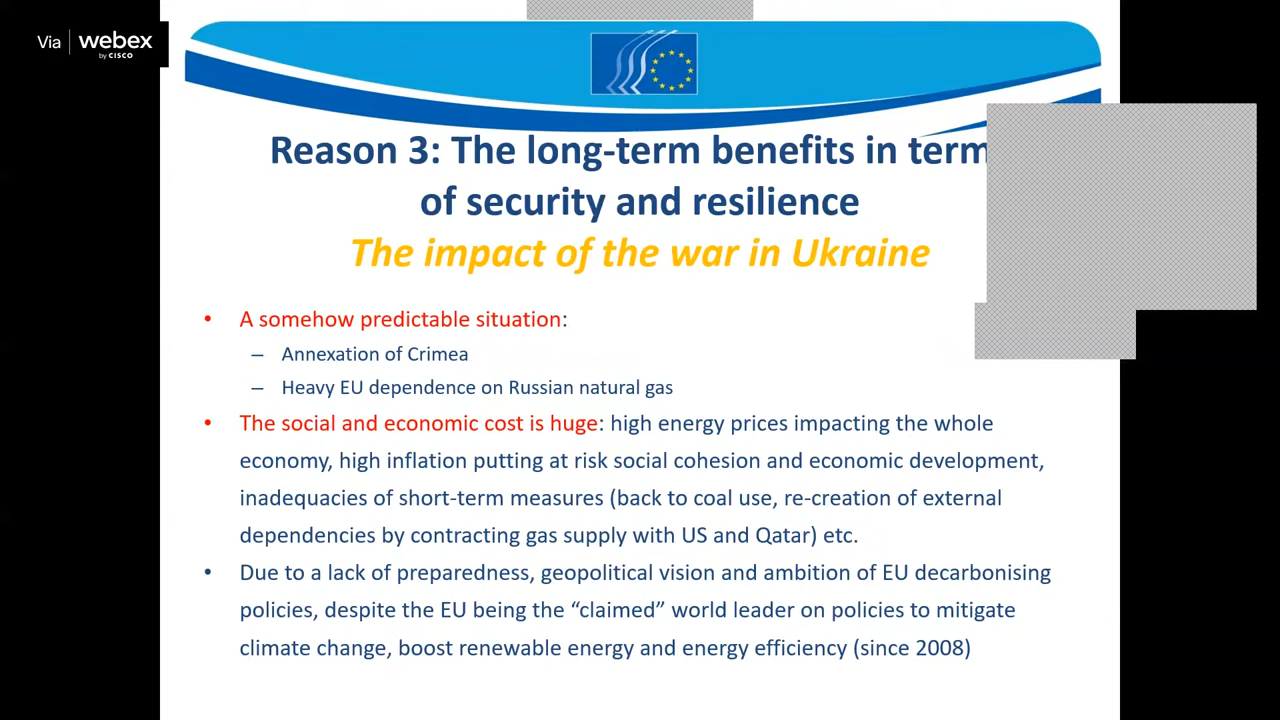 Via webex
by CISCO
Reason 3: The long-term benefits in term
of security and resilience
The impact of the war in Ukraine
• A somehow predictable situation:
– Annexation of Crimea
– Heavy EU dependence on Russian natural gas
• The social and economic cost is huge: high energy prices impacting the whole
economy, high inflation putting at risk social cohesion and economic development,
inadequacies of short-term measures (back to coal use, re-creation of external
dependencies by contracting gas supply with US and Qatar) etc.
• Due to a lack of preparedness, geopolitical vision and ambition of EU decarbonising
policies, despite the EU being the “claimed” world leader on policies to mitigate
climate change, boost renewable energy and energy efficiency (since 2008)